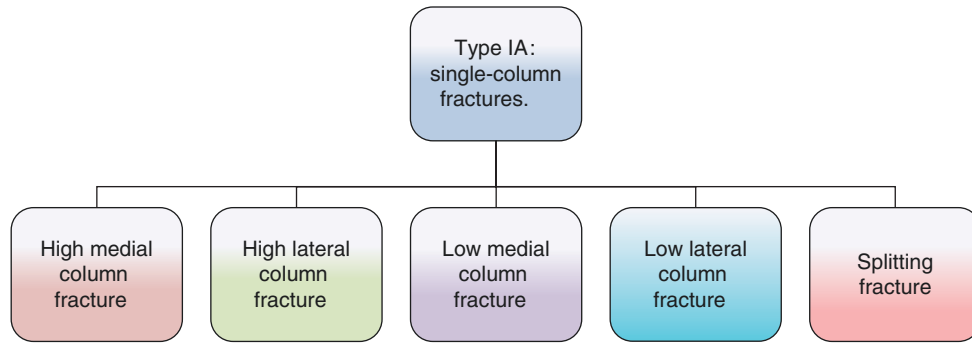 Type IA:
single-column
fractures.
High medial
column
fracture
High lateral
column
fracture
Low medial
column
fracture
Low lateral
column
fracture
Splitting
fracture